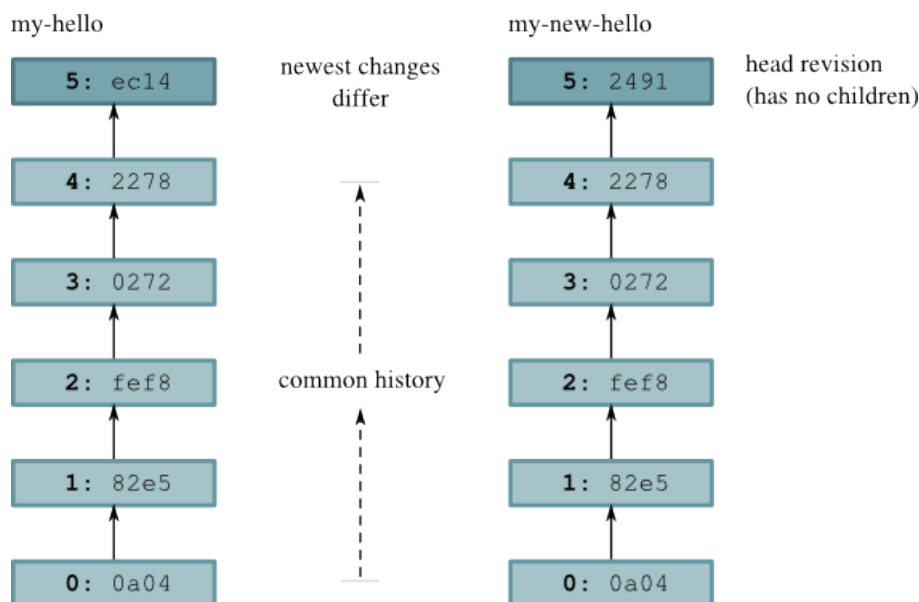 my-hello
my-new-hello
5: ec14
newest changes
differ
5: 2491
head revision
(has no children)
4: 2278
4: 2278
3: 0272
3: 0272
2: fef8
common history
2: fef8
1: 82e5
1: 82e5
0: 0a04
0: 0a04